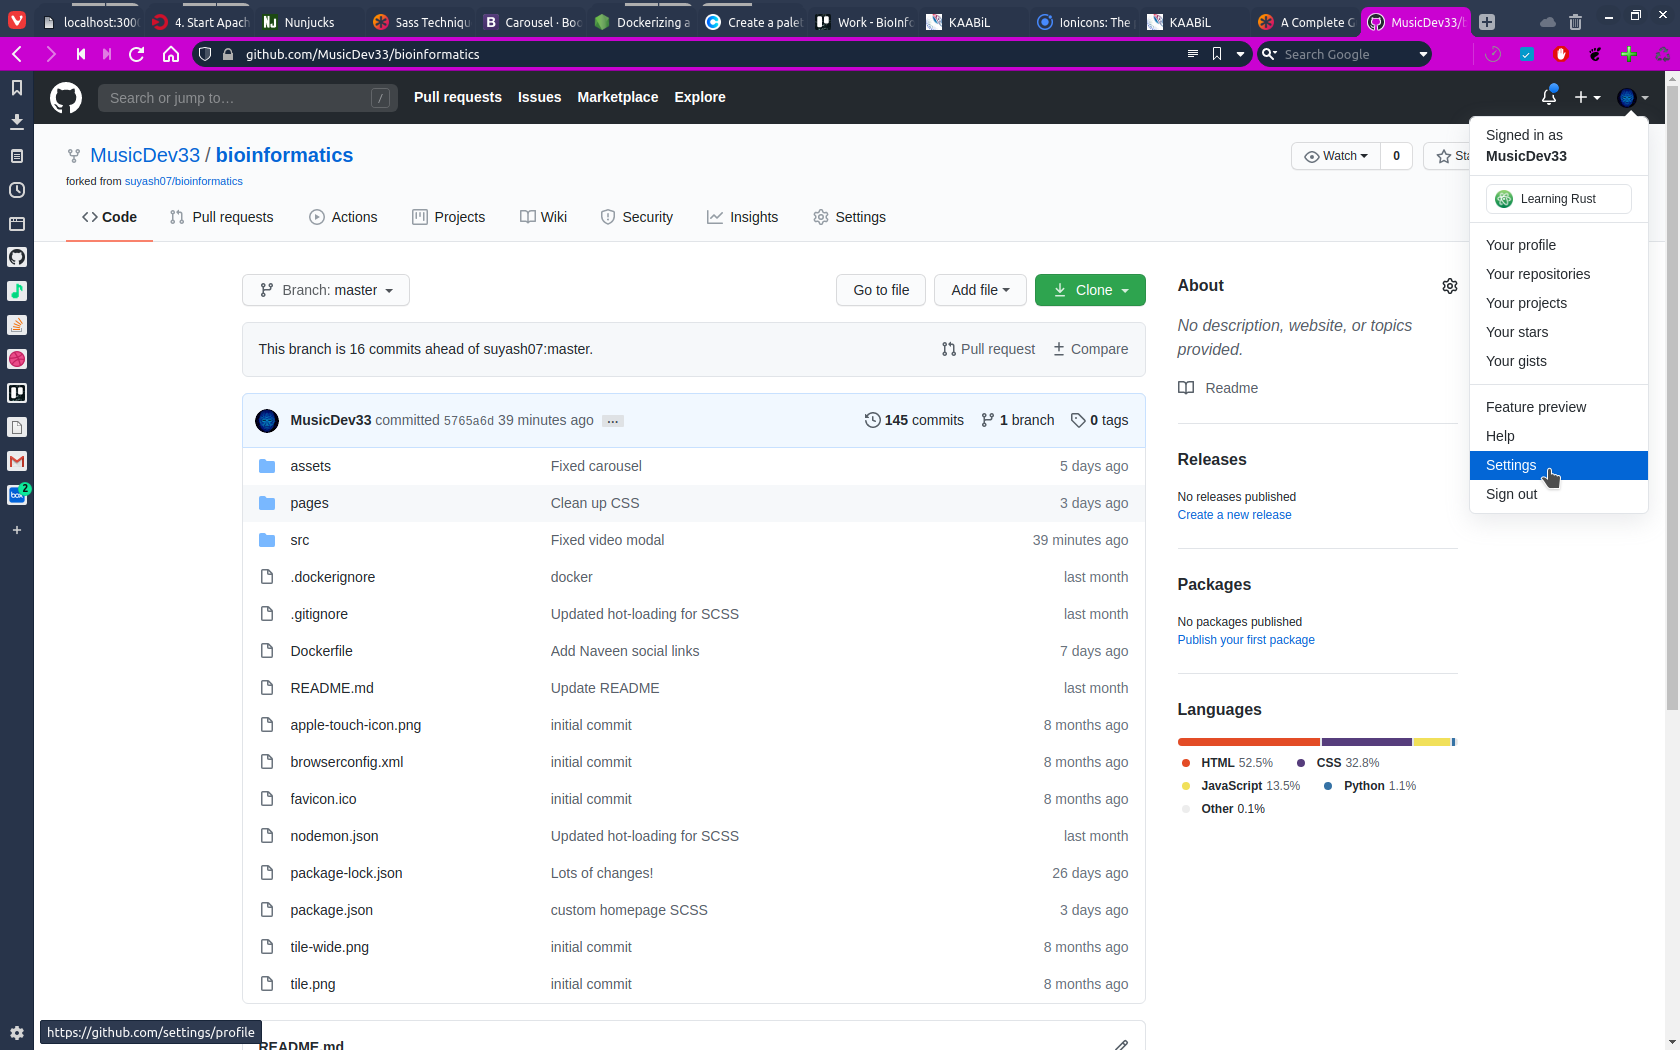 localhost:3000
4. Start Apach
Nunjucks
Sass Techniqu
Carousel · Boo
Dockerizing a
Create a palet
Work - BioInfo
KAABiL
Ionicons: The
KAABiL
A Complete G
MusicDev33/b
github.com/MusicDev33/bioinformatics
Search Google
Search or jump to…
/
Pull requests
Issues
Marketplace
Explore
MusicDev33 / bioinformatics
forked from suyash07/bioinformatics
Watch
0
Sta
Code
Pull requests
Actions
Projects
Wiki
Security
Insights
Settings
Signed in as
MusicDev33
Learning Rust
Your profile
Your repositories
Your projects
Your stars
Your gists
Feature preview
Help
Settings
Sign out
Branch: master
Go to file
Add file
Clone
This branch is 16 commits ahead of suyash07:master.
Pull request
Compare
MusicDev33 committed 5765a6d 39 minutes ago
…
145 commits
1 branch
0 tags
assets Fixed carousel 5 days ago
pages Clean up CSS 3 days ago
src Fixed video modal 39 minutes ago
.dockerignore docker last month
.gitignore Updated hot-loading for SCSS last month
Dockerfile Add Naveen social links 7 days ago
README.md Update README last month
apple-touch-icon.png initial commit 8 months ago
browserconfig.xml initial commit 8 months ago
favicon.ico initial commit 8 months ago
nodemon.json Updated hot-loading for SCSS last month
package-lock.json Lots of changes! 26 days ago
package.json custom homepage SCSS 3 days ago
tile-wide.png initial commit 8 months ago
tile.png initial commit 8 months ago
README.md
About
No description, website, or topics
provided.
Readme
Releases
No releases published
Create a new release
Packages
No packages published
Publish your first package
Languages
HTML 52.5%
CSS 32.8%
JavaScript 13.5%
Python 1.1%
Other 0.1%
2
https://github.com/settings/profile